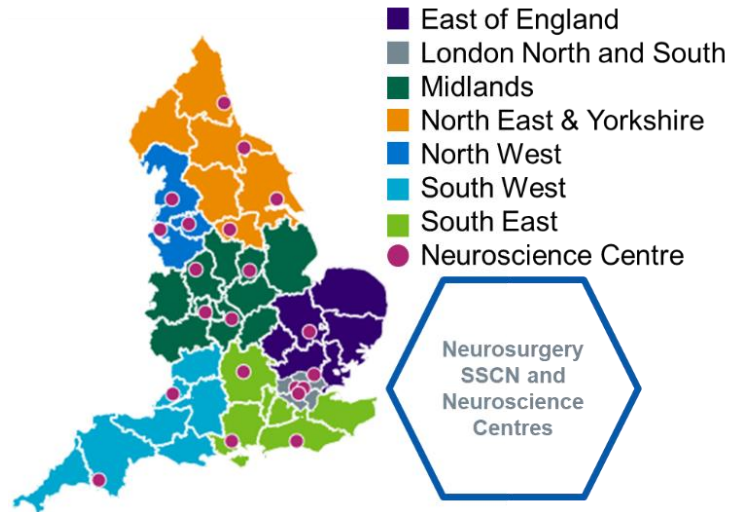 East of England
London North and South
Midlands
North East & Yorkshire
North West
South West
South East
Neuroscience Centre
Neurosurgery
SSCN and
Neuroscience
Centres